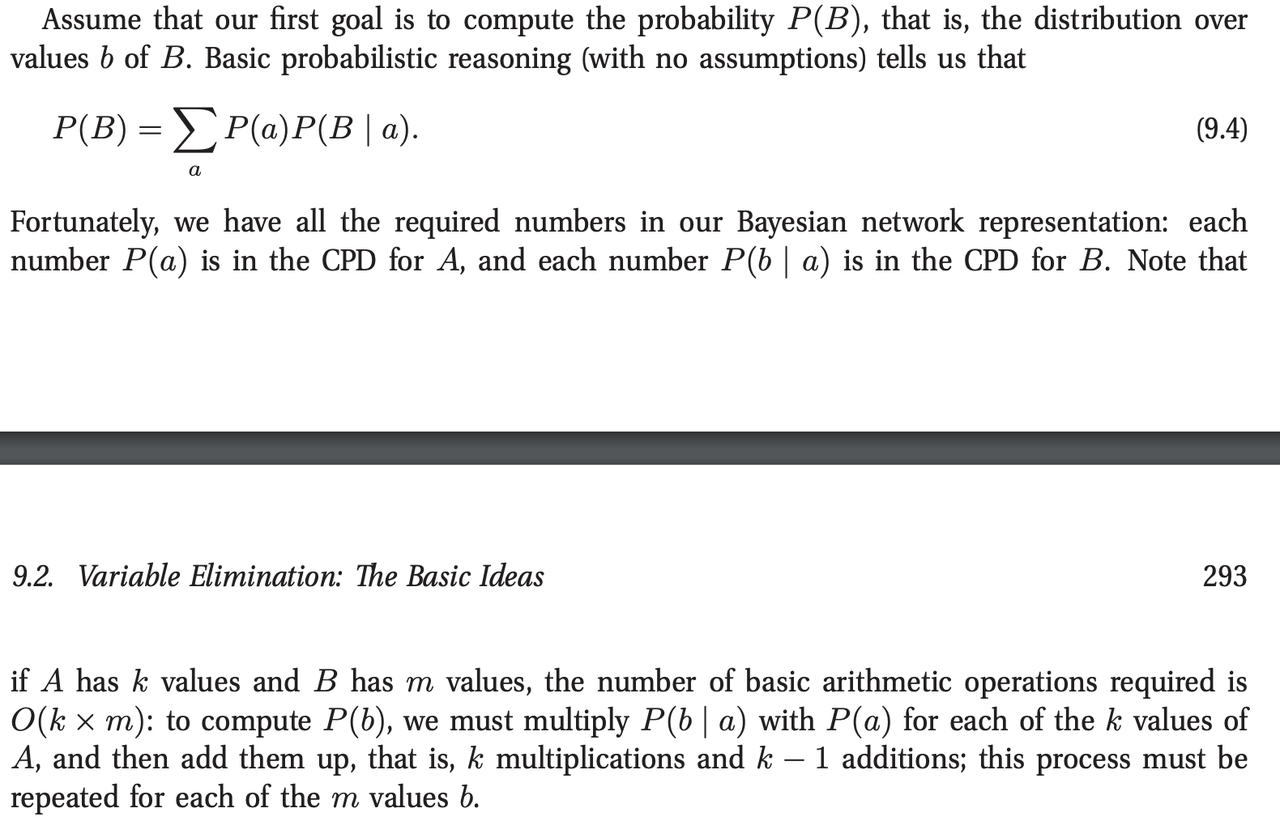 Assume that our first goal is to compute the probability P(B), that is, the distribution over
values b of B. Basic probabilistic reasoning (with no assumptions) tells us that
P(B) = ∑ P(a)P(B | a). (9.4)
a
Fortunately, we have all the required numbers in our Bayesian network representation: each
number P(a) is in the CPD for A, and each number P(b | a) is in the CPD for B. Note that
9.2. Variable Elimination: The Basic Ideas 293
if A has k values and B has m values, the number of basic arithmetic operations required is
O(k × m): to compute P(b), we must multiply P(b | a) with P(a) for each of the k values of
A, and then add them up, that is, k multiplications and k − 1 additions; this process must be
repeated for each of the m values b.